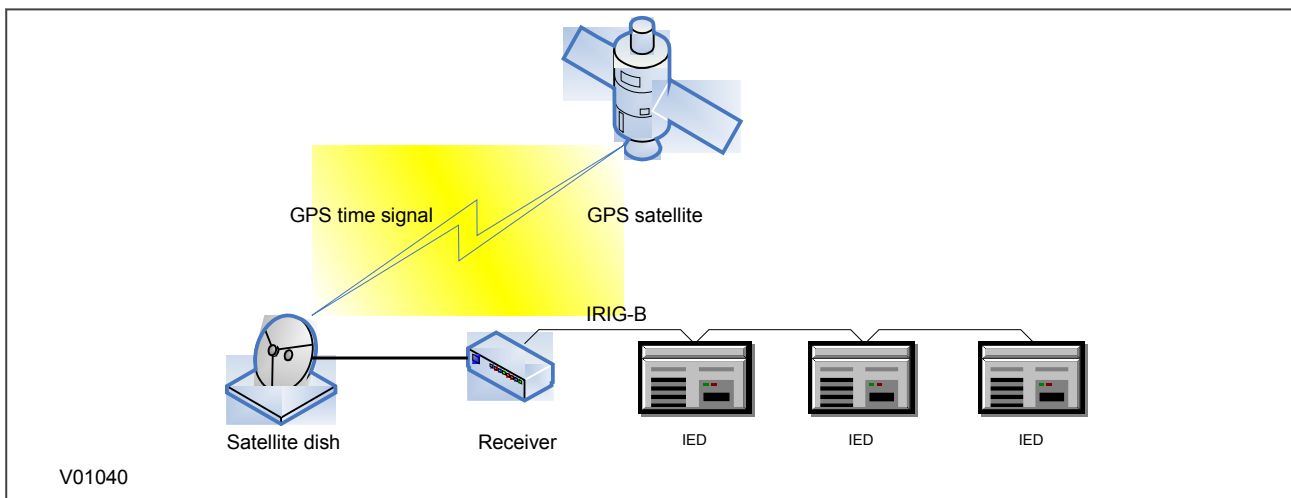 GPS time signal
GPS satellite
IRIG-B
Satellite dish
Receiver
IED
IED
IED
V01040